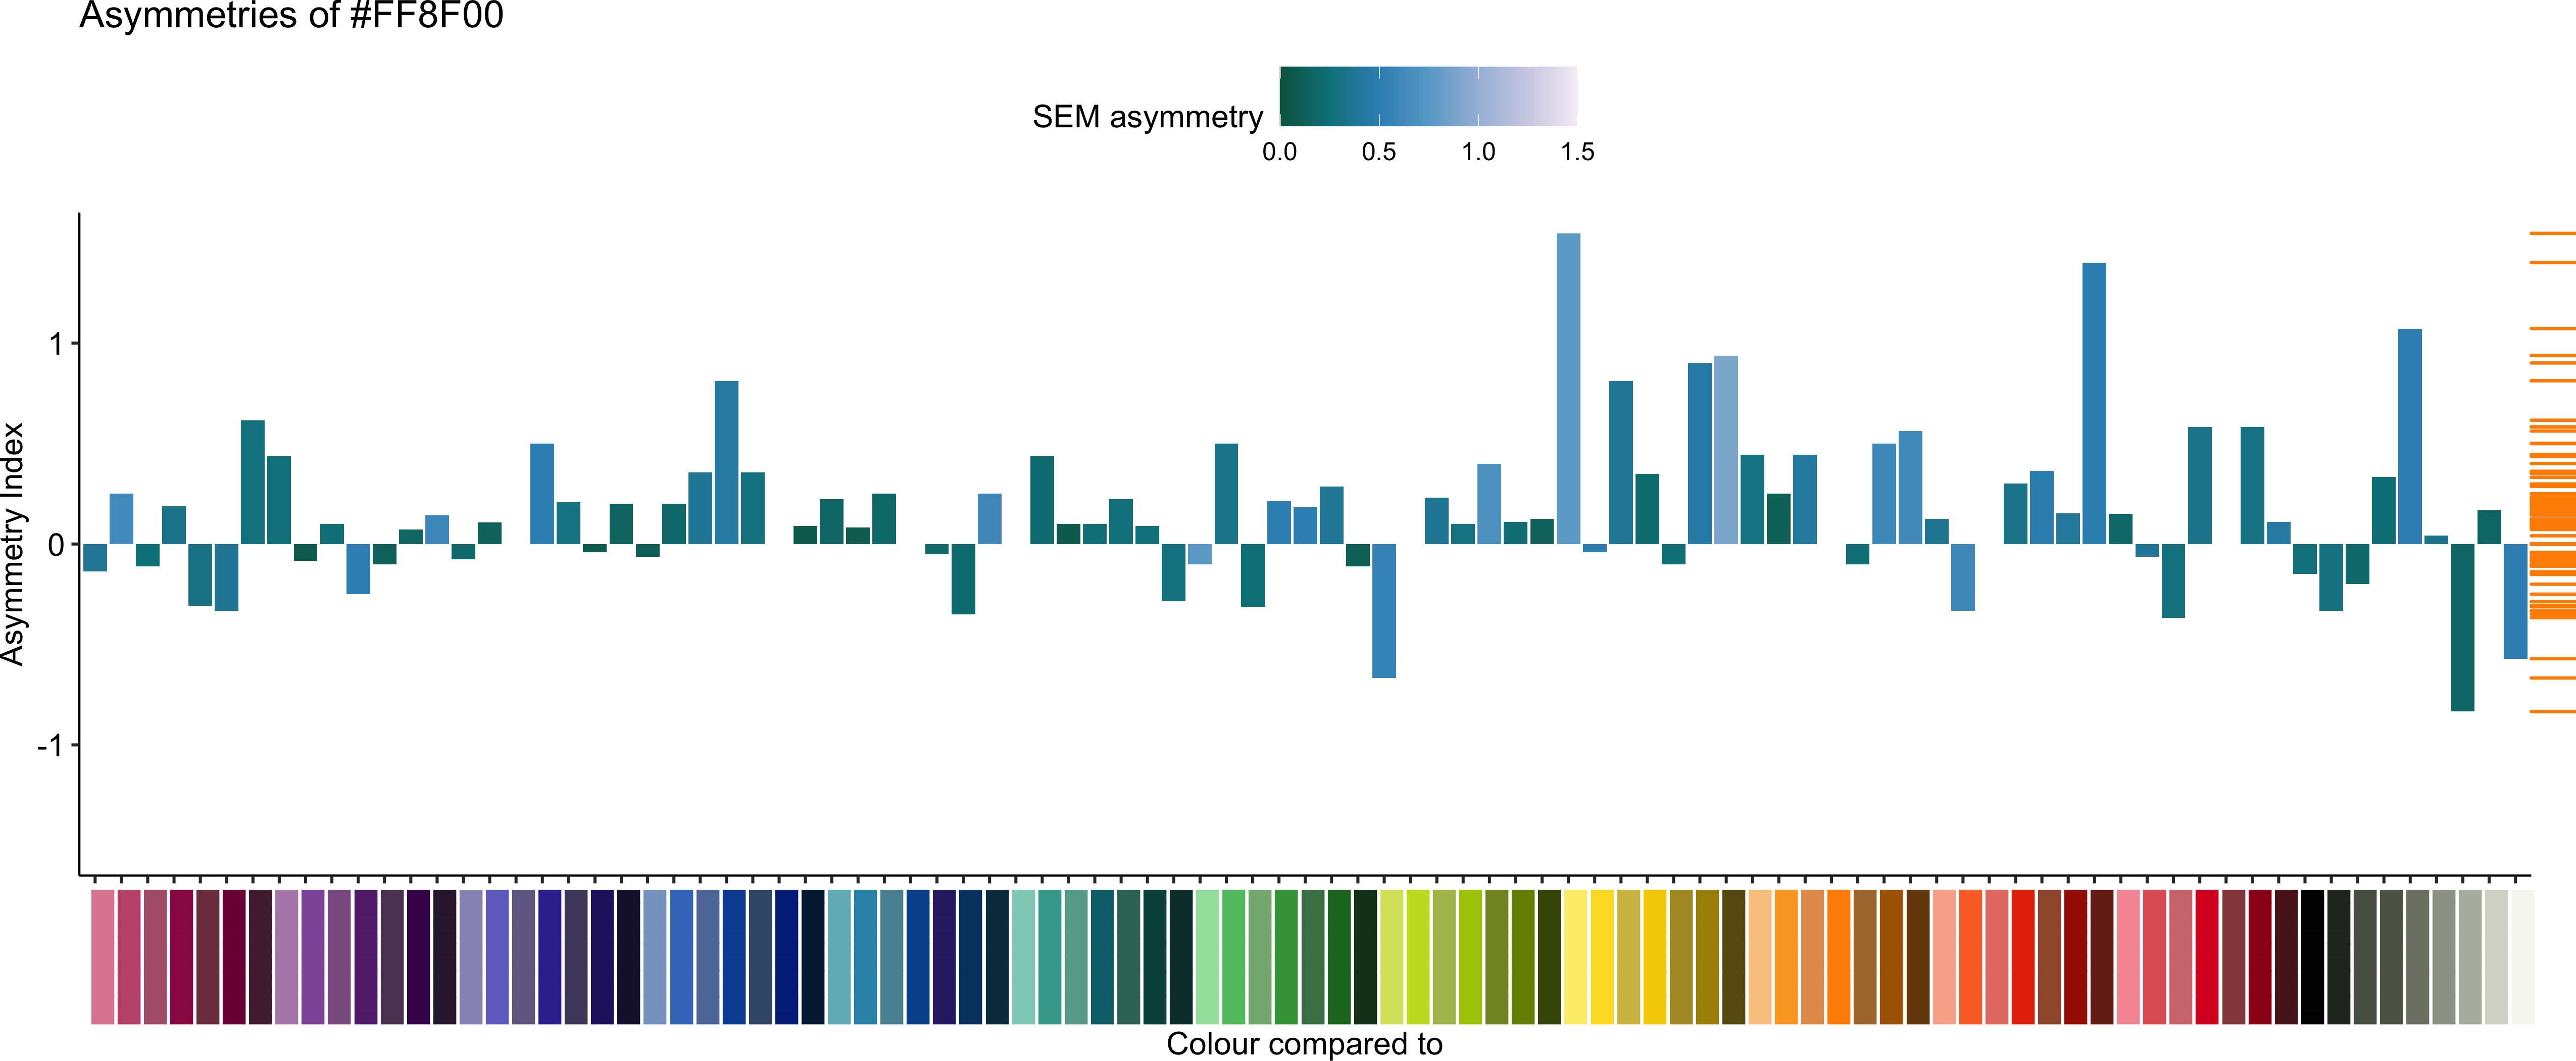 Asymmetries of #FF8F00
SEM asymmetry
0.0 0.5 1.0 1.5
Asymmetry Index
1
0
-1
Colour compared to